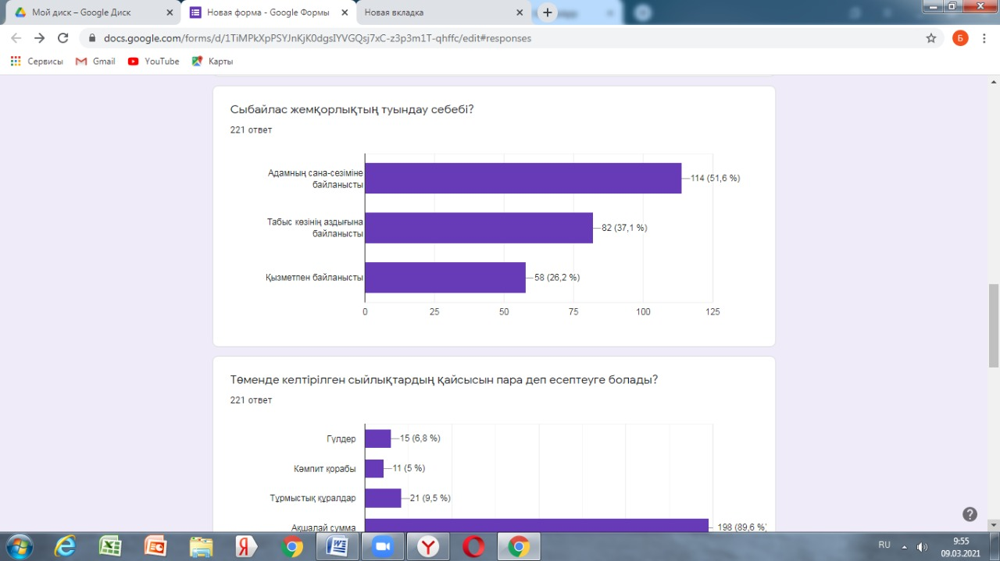 Мой диск – Google Диск
Новая форма - Google Формы
Новая вкладка
docs.google.com/forms/d/1TiMPkXpPSYJnKjK0dgsIYVGQsj7xC-z3p3m1T-qhffc/edit#responses
Б
Сервисы
Gmail
YouTube
Карты
Сыбайлас жемқорлықтың туындау себебі?
221 ответ
Адамның сана-сезіміне
байланысты
114 (51,6 %)
Табыс көзінің аздығына
байланысты
82 (37,1 %)
Қызметпен байланысты
58 (26,2 %)
0 25 50 75 100 125
Төменде келтірілген сыйлықтардың қайсысын пара деп есептеуге болады?
221 ответ
Гүлдер
15 (6,8 %)
Кәмпит қорабы
11 (5 %)
Тұрмыстық құралдар
21 (9,5 %)
Ақшалай сумма
198 (89,6 %)
RU
9:55
09.03.2021